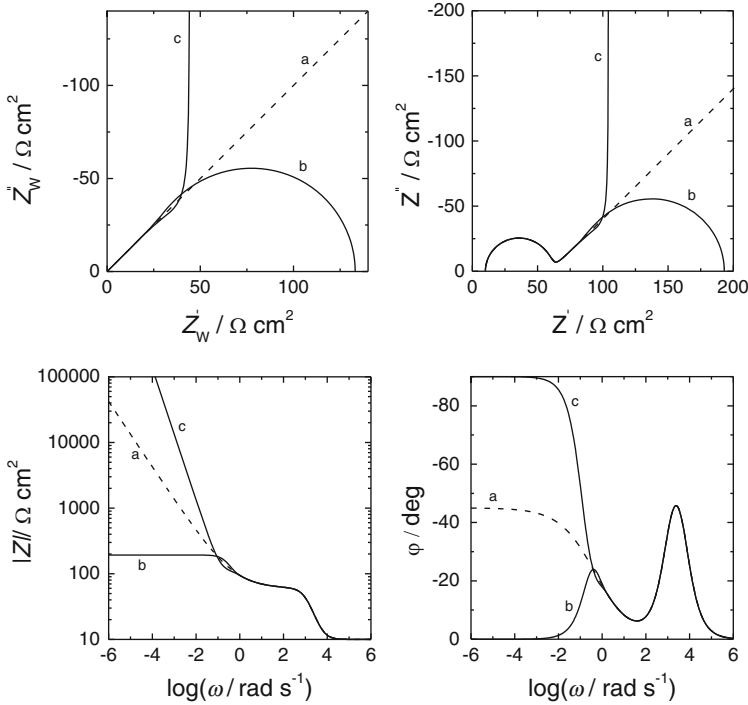 -100
-50
0
0 50 100
Z''W / Ω cm²
Z'W / Ω cm²
c
a
b
-200
-150
-100
-50
0
0 50 100 150 200
Z'' / Ω cm²
Z' / Ω cm²
c
a
b
100000
10000
1000
100
10
-6 -4 -2 0 2 4 6
|Z|/ Ω cm²
log(ω / rad s⁻¹)
c
a
b
-80
-60
-40
-20
0
-6 -4 -2 0 2 4 6
φ / deg
log(ω / rad s⁻¹)
c
a
b